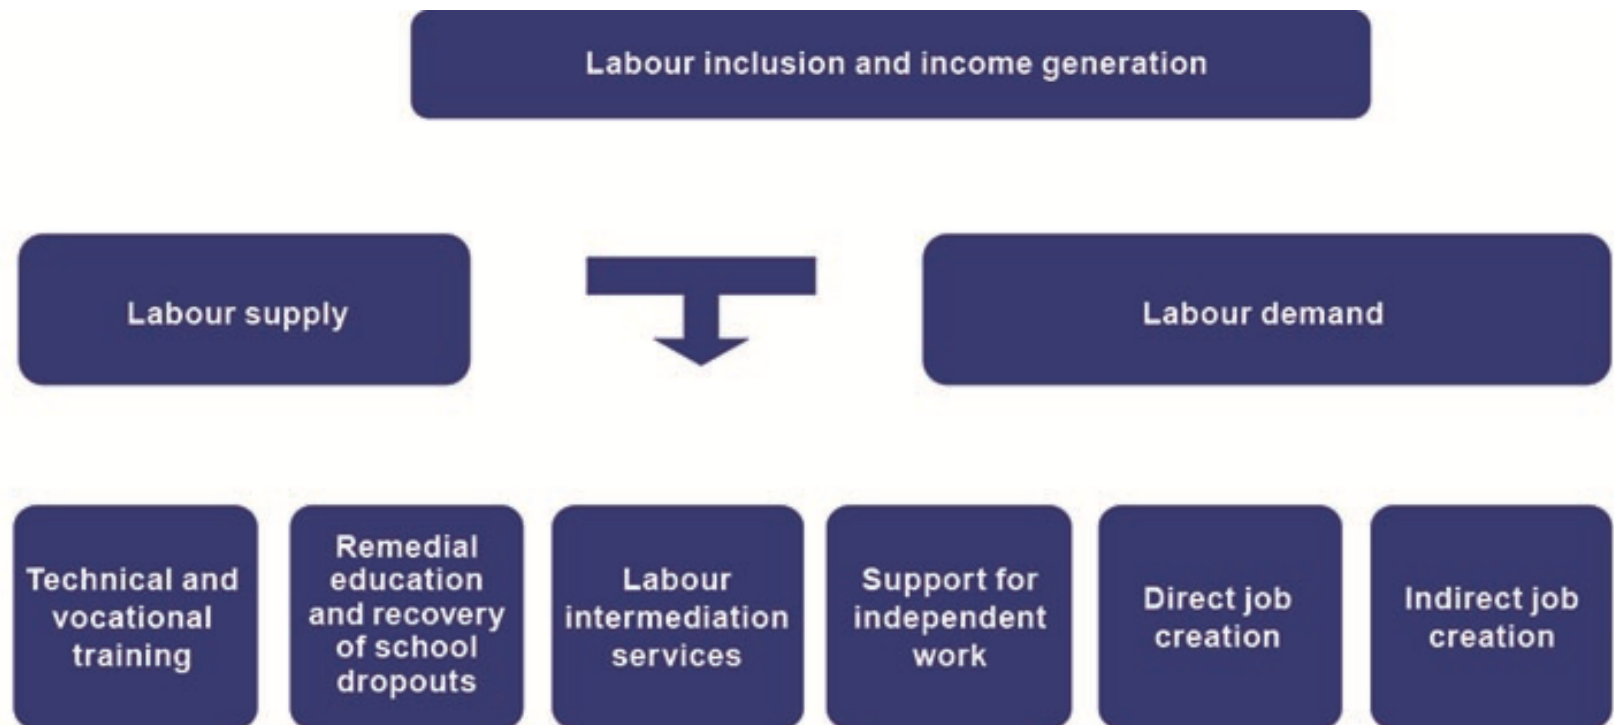 Labour inclusion and income generation
Labour supply
Labour demand
Technical and
vocational
training
Remedial
education
and recovery
of school
dropouts
Labour
intermediation
services
Support for
independent
work
Direct job
creation
Indirect job
creation